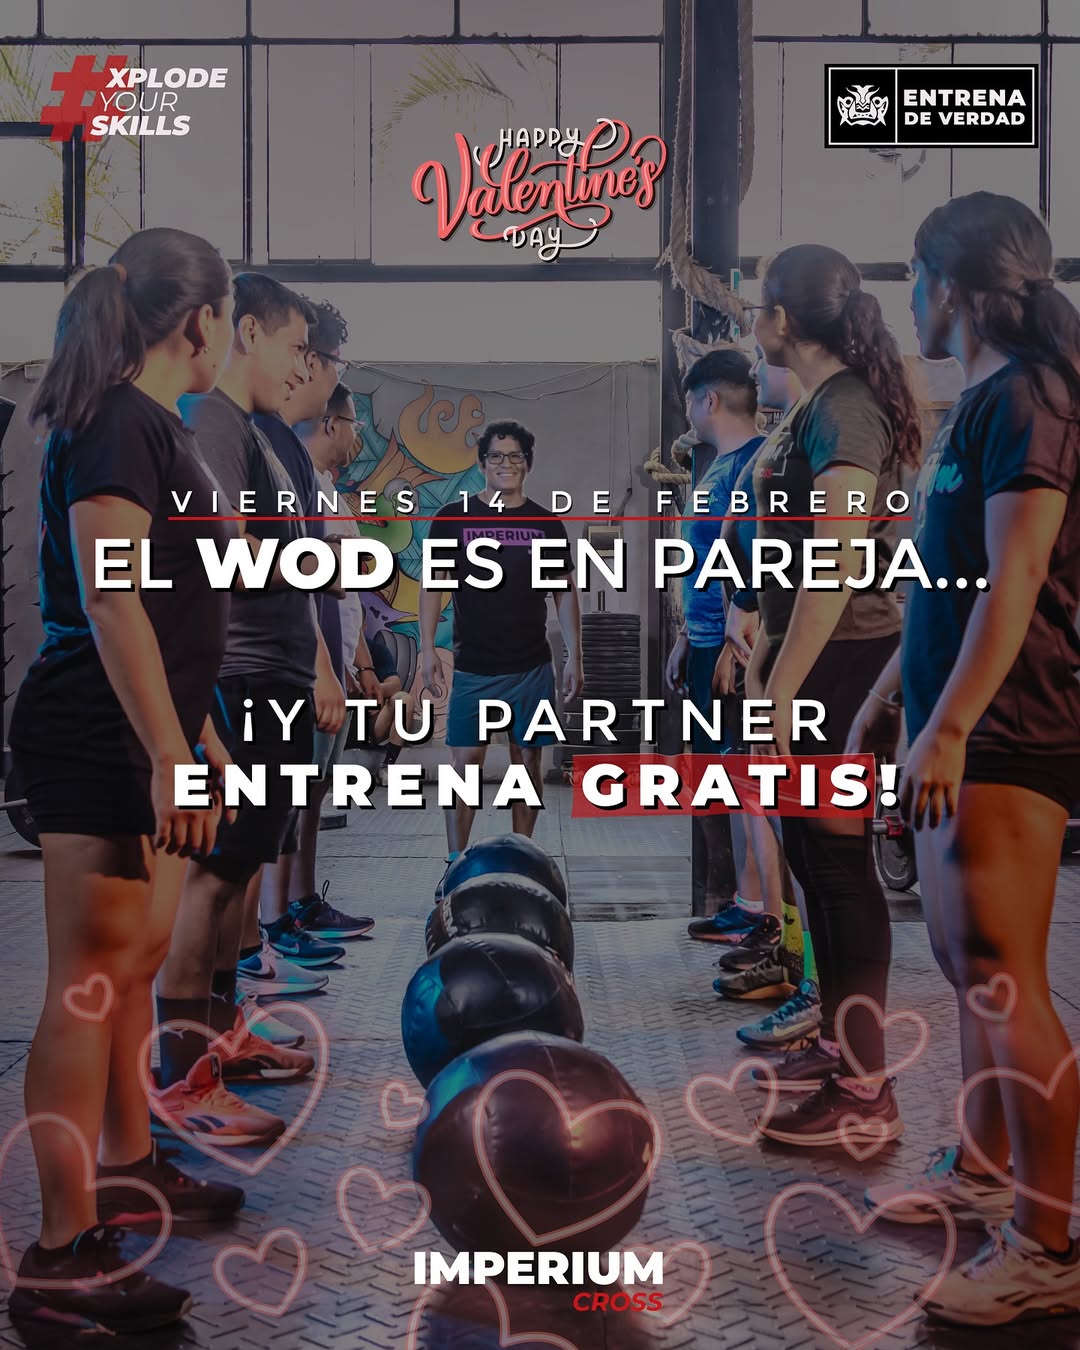 #XPLODE
YOUR
SKILLS
ENTRENA
DE VERDAD
HAPPY
Valentine's
DAY
VIERNES 14 DE FEBRERO
IMPERIUM
EL WOD ES EN PAREJA...
¡Y TU PARTNER
ENTRENA GRATIS!
IMPERIUM
CROSS